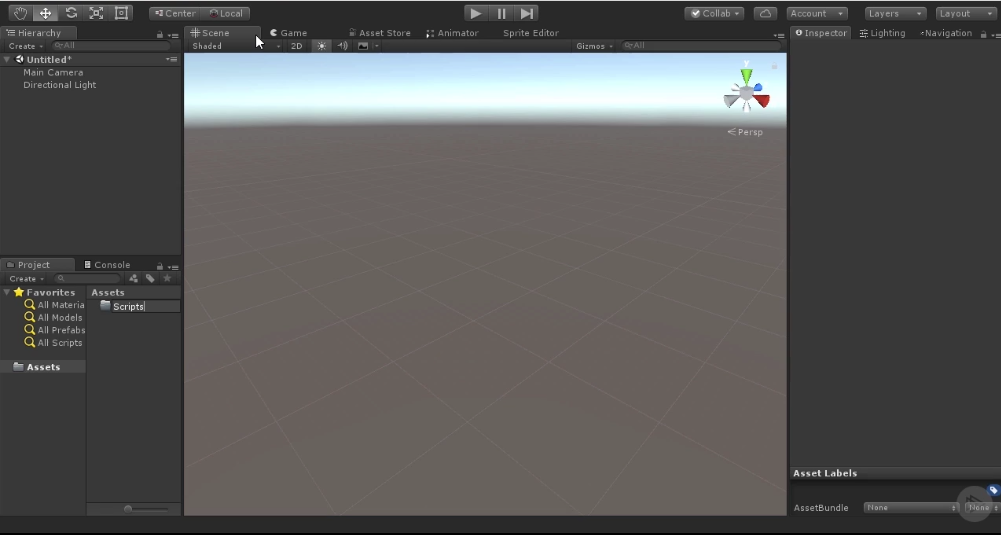 Center Local Collab Account Layers Layout
Hierarchy Scene Game Asset Store Animator Sprite Editor Inspector Lighting Navigation
Create All Shaded 2D Gizmos All
Untitled*
Main Camera
Directional Light
y
Persp
Project Console
Create
Favorites Assets
All Materia Scripts
All Models
All Prefabs
All Scripts
Assets
Asset Labels
AssetBundle None None